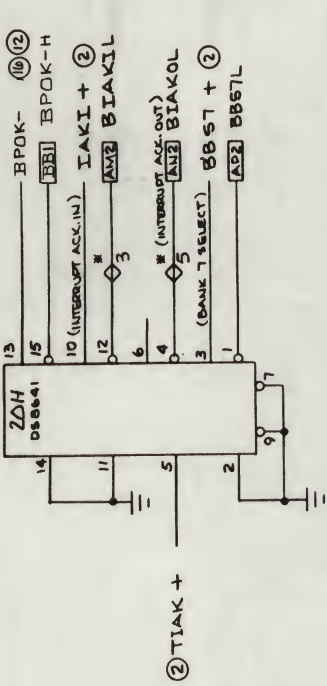 13 BPOK- ⑯⑫
14 2ØH 15 BB1 BPOK-H
DS8641
10 (INTERRUPT ACK.IN) IAKI + ②
11 12 * 3 AM2 BIAKIL
6
② TIAK + 5 4 * (INTERRUPT ACK.OUT) 5 AN2 BIAKOL
3 (BANK 7 SELECT) BBS7 + ②
2 1 AP2 BBS7L
9 7